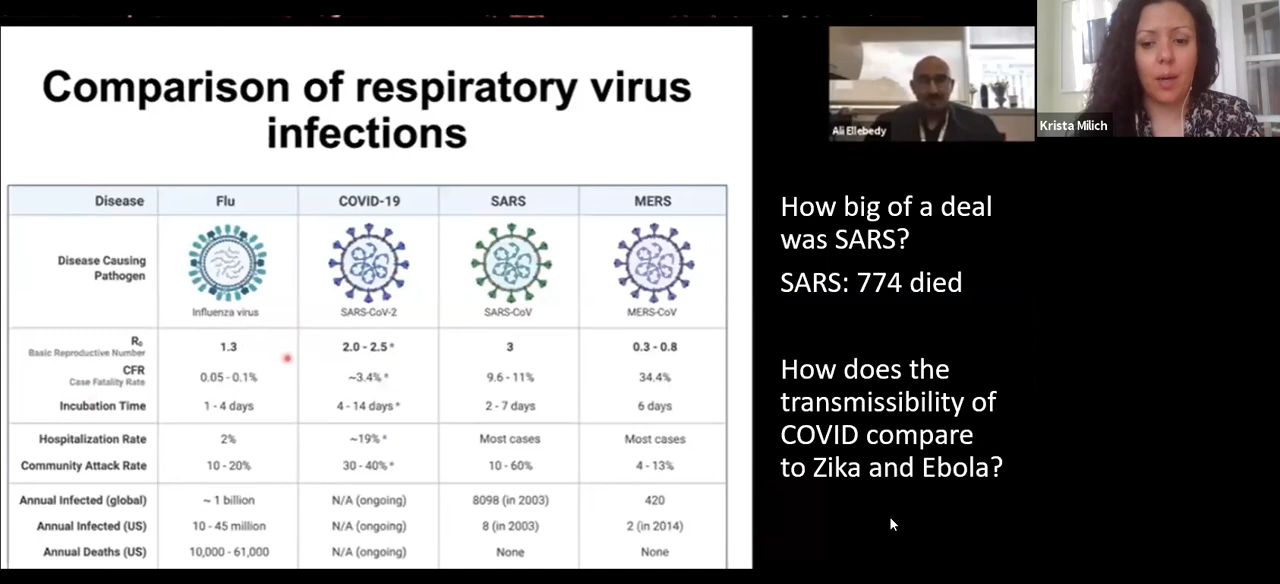 Comparison of respiratory virus
infections
Disease Flu COVID-19 SARS MERS
Disease Causing
Pathogen
Influenza virus SARS-CoV-2 SARS-CoV MERS-CoV
R₀ 1.3 2.0 - 2.5 * 3 0.3 - 0.8
Basic Reproductive Number
CFR 0.05 - 0.1% ~3.4% * 9.6 - 11% 34.4%
Case Fatality Rate
Incubation Time 1 - 4 days 4 - 14 days * 2 - 7 days 6 days
Hospitalization Rate 2% ~19% * Most cases Most cases
Community Attack Rate 10 - 20% 30 - 40% * 10 - 60% 4 - 13%
Annual Infected (global) ~ 1 billion N/A (ongoing) 8098 (in 2003) 420
Annual Infected (US) 10 - 45 million N/A (ongoing) 8 (in 2003) 2 (in 2014)
Annual Deaths (US) 10,000 - 61,000 N/A (ongoing) None None
Ali Ellebedy
Krista Milich
How big of a deal
was SARS?
SARS: 774 died
How does the
transmissibility of
COVID compare
to Zika and Ebola?